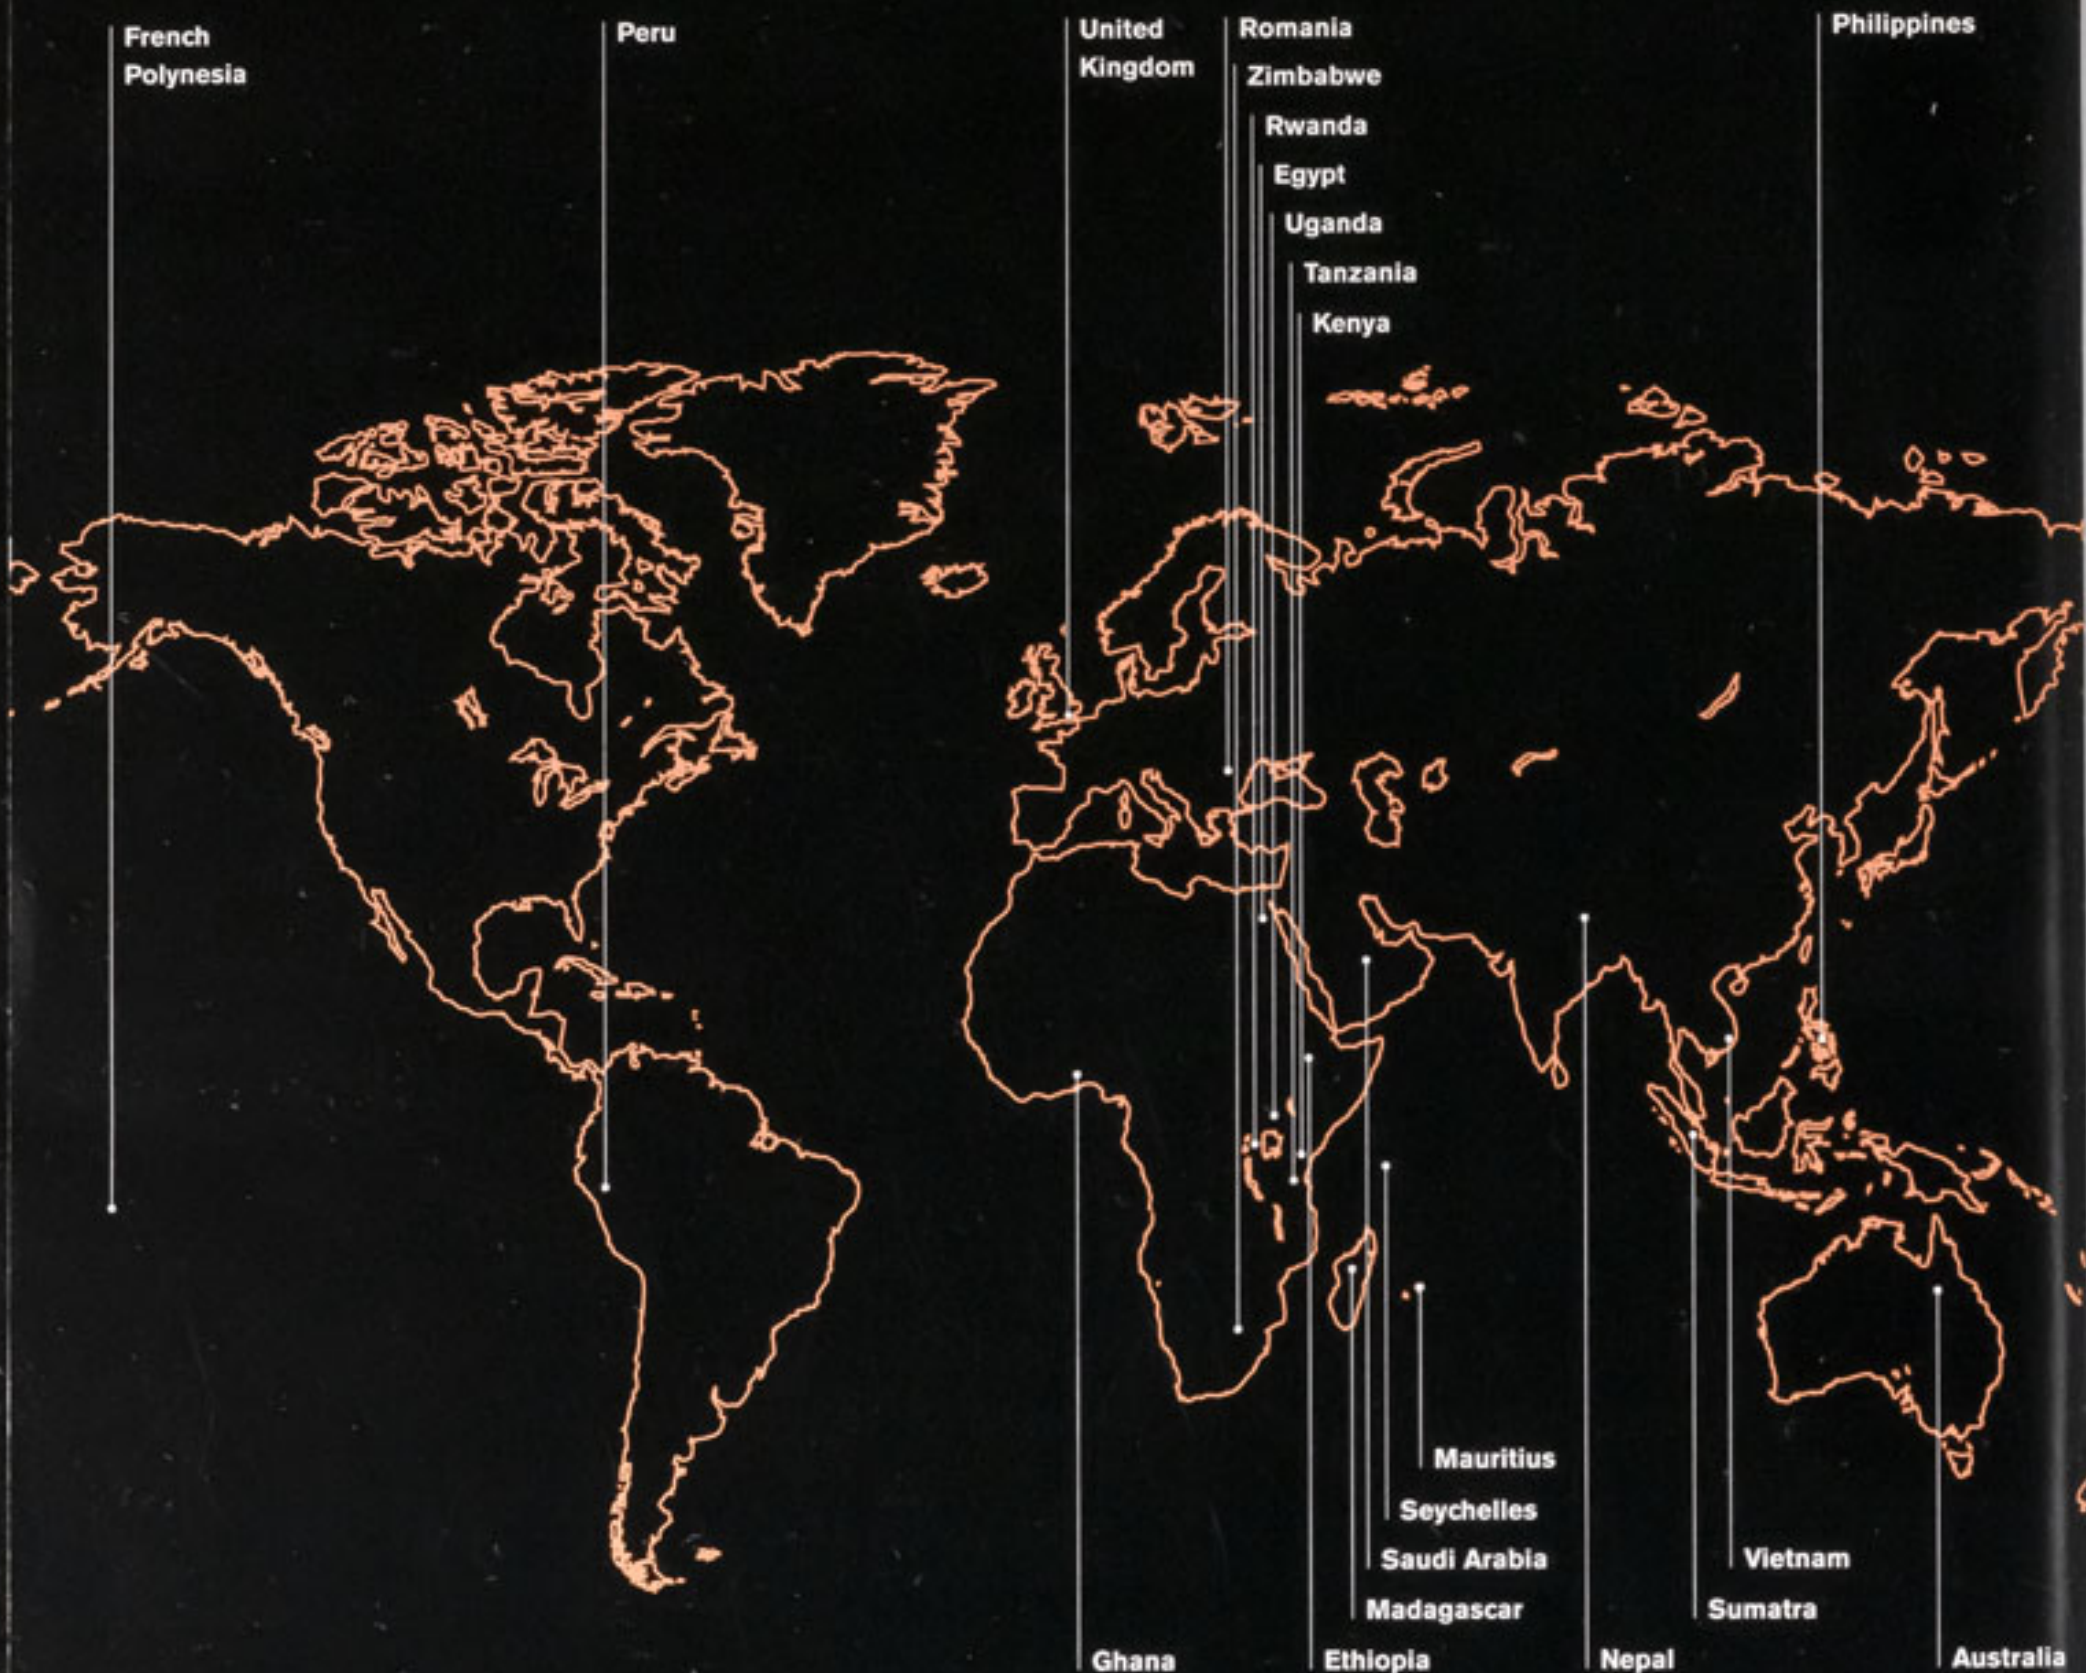 French
Polynesia
Peru
United
Kingdom
Romania
Zimbabwe
Rwanda
Egypt
Uganda
Tanzania
Kenya
Philippines
Mauritius
Seychelles
Saudi Arabia
Madagascar
Ghana
Ethiopia
Nepal
Vietnam
Sumatra
Australia